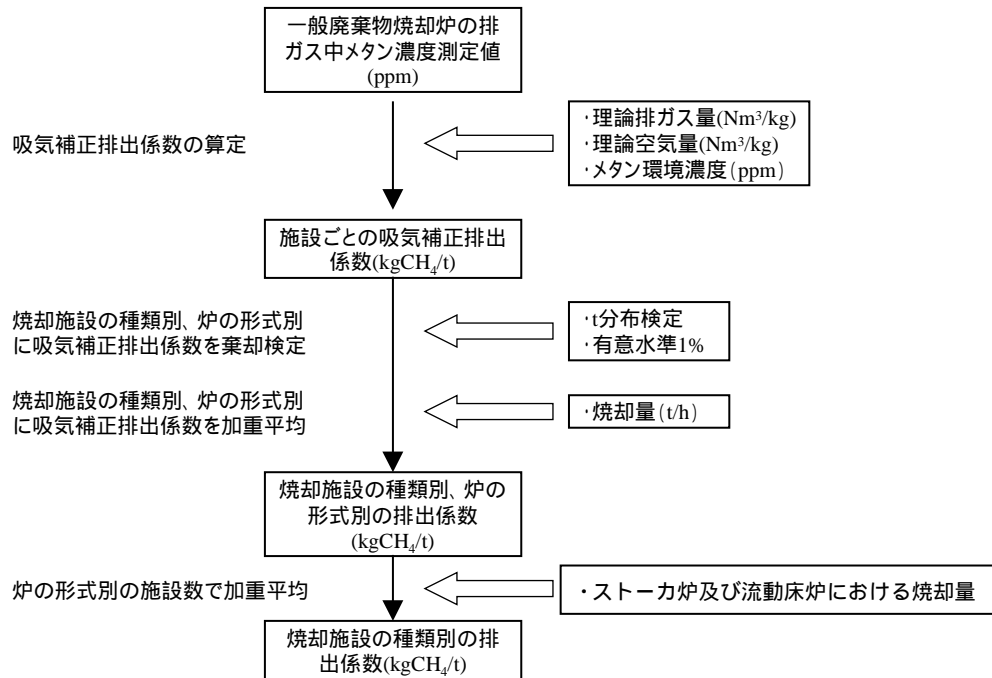 一般廃棄物焼却炉の排
ガス中メタン濃度測定値
(ppm)
吸気補正排出係数の算定
・理論排ガス量(Nm³/kg)
・理論空気量(Nm³/kg)
・メタン環境濃度(ppm)
施設ごとの吸気補正排出
係数(kgCH₄/t)
焼却施設の種類別、炉の形式別
に吸気補正排出係数を棄却検定
・t分布検定
・有意水準1%
焼却施設の種類別、炉の形式別
に吸気補正排出係数を加重平均
・焼却量(t/h)
焼却施設の種類別、炉の
形式別の排出係数
(kgCH₄/t)
炉の形式別の施設数で加重平均
・ストーカ炉及び流動床炉における焼却量
焼却施設の種類別の排
出係数(kgCH₄/t)